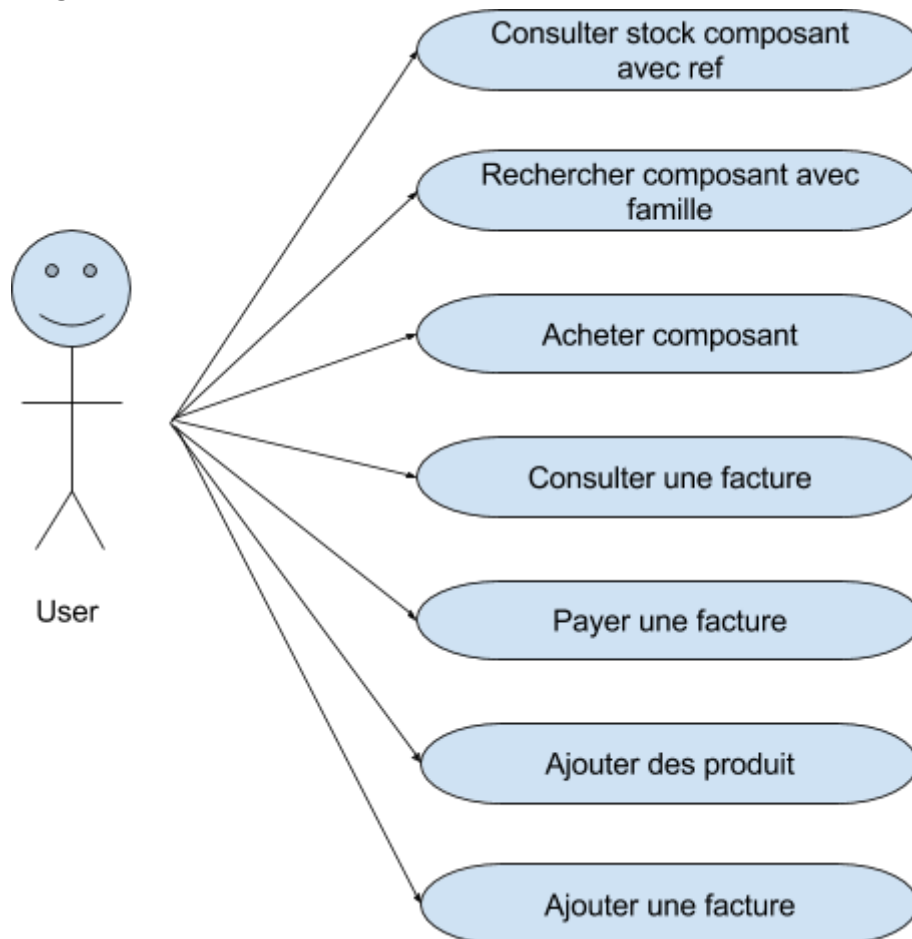 Consulter stock composant
avec ref
Rechercher composant avec
famille
Acheter composant
Consulter une facture
Payer une facture
User
Ajouter des produit
Ajouter une facture